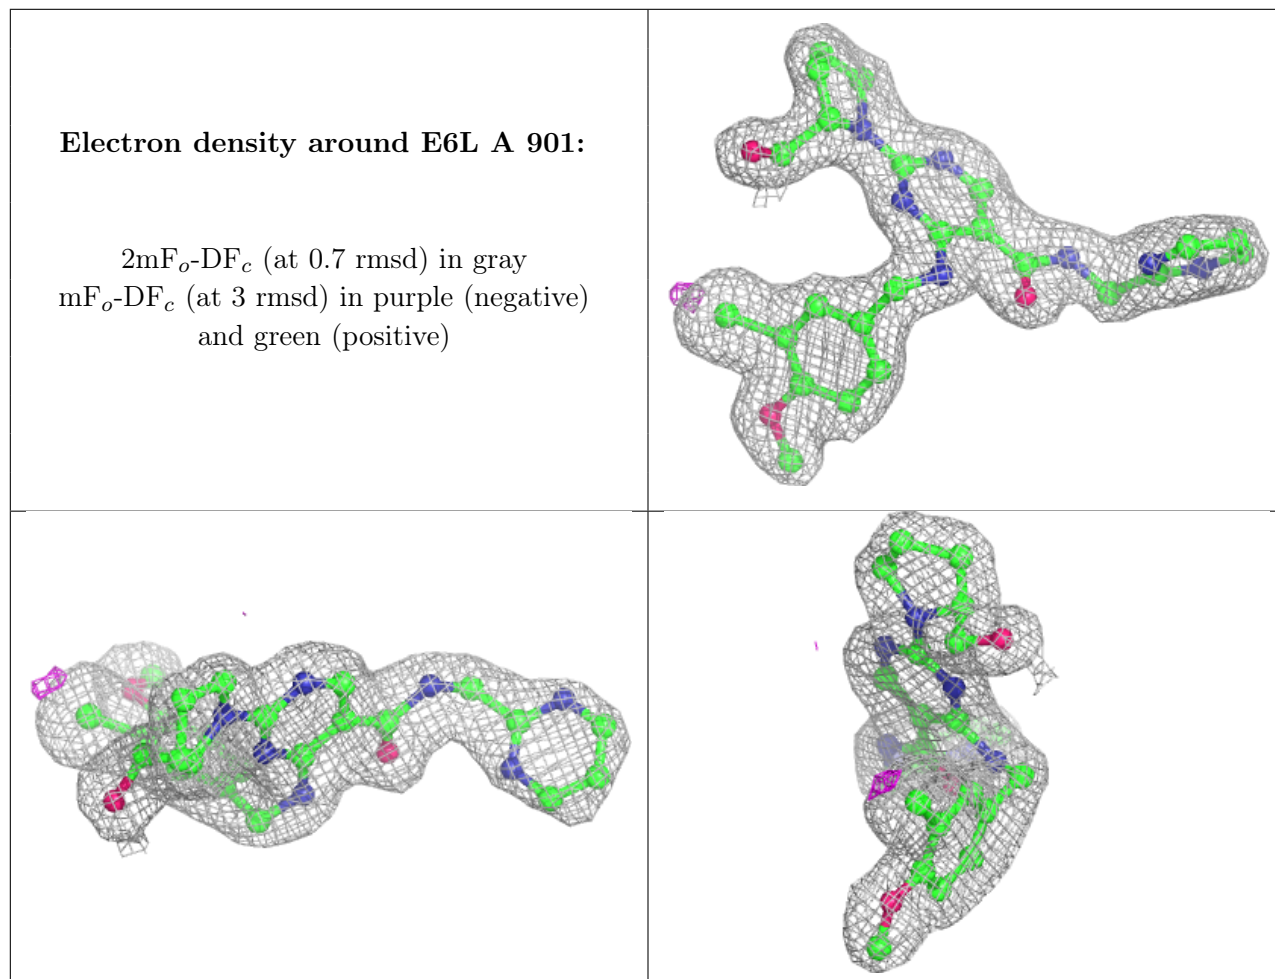 Electron density around E6L A 901:
2mFo-DFc (at 0.7 rmsd) in gray
mFo-DFc (at 3 rmsd) in purple (negative)
and green (positive)